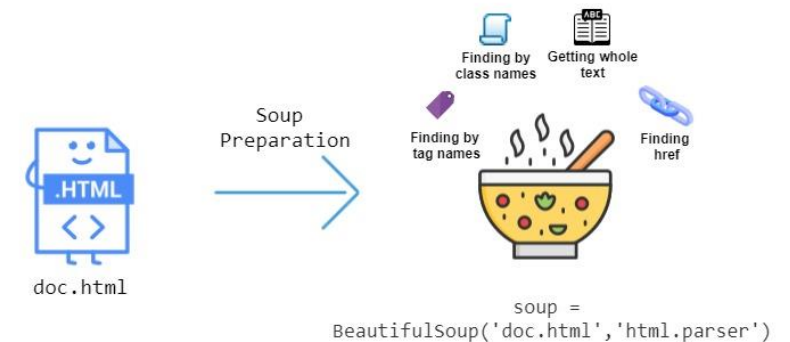 ABC
Finding by
class names
Getting whole
text
Soup
Preparation
Finding by
tag names
Finding
href
.HTML
doc.html
soup =
BeautifulSoup('doc.html','html.parser')